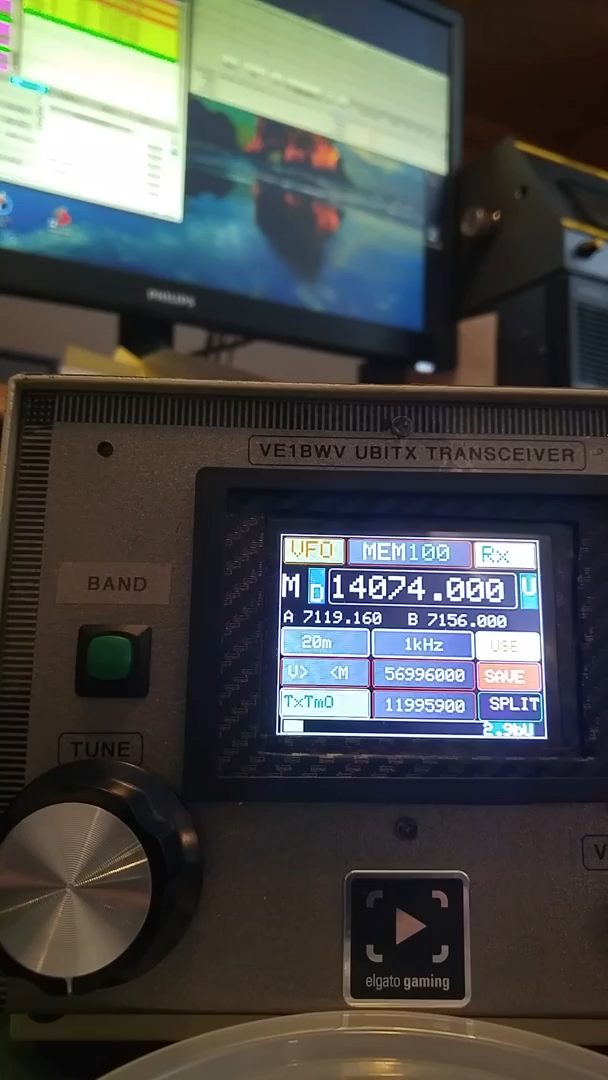 PHILIPS
VE1BWV UBITX TRANSCEIVER
BAND
VFO MEM100 Rx
M D 14074.000 U
A 7119.160 B 7156.000
20m 1kHz USB
V> <M 56996000 SAVE
TxTmO 11995900 SPLIT
TUNE
V
elgato gaming